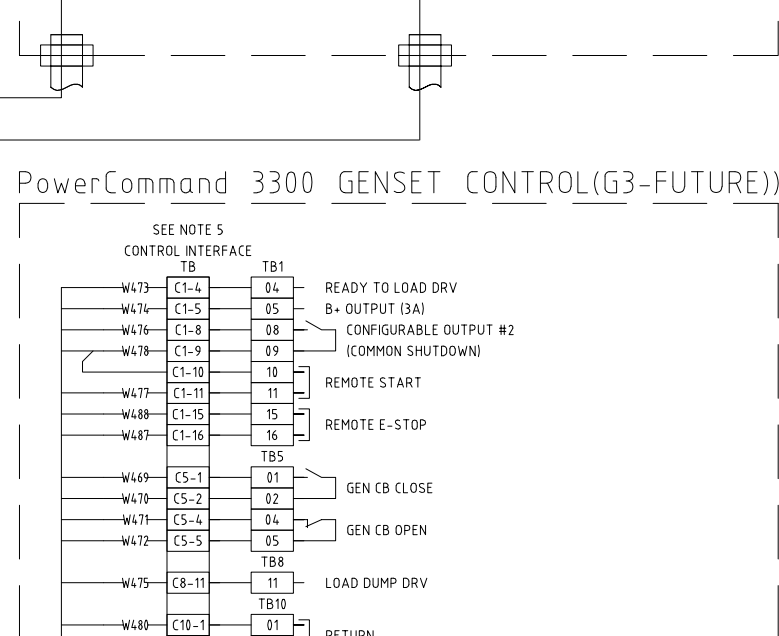 PowerCommand 3300 GENSET CONTROL(G3-FUTURE))
SEE NOTE 5
CONTROL INTERFACE
TB TB1
W473 C1-4 04 READY TO LOAD DRV
W474 C1-5 05 B+ OUTPUT (3A)
W476 C1-8 08 CONFIGURABLE OUTPUT #2
W478 C1-9 09 (COMMON SHUTDOWN)
C1-10 10
REMOTE START
W477 C1-11 11
W488 C1-15 15
REMOTE E-STOP
W487 C1-16 16
TB5
W469 C5-1 01
GEN CB CLOSE
W470 C5-2 02
W471 C5-4 04
GEN CB OPEN
W472 C5-5 05
TB8
W475 C8-11 11 LOAD DUMP DRV
TB10
W480 C10-1 01
RETURN